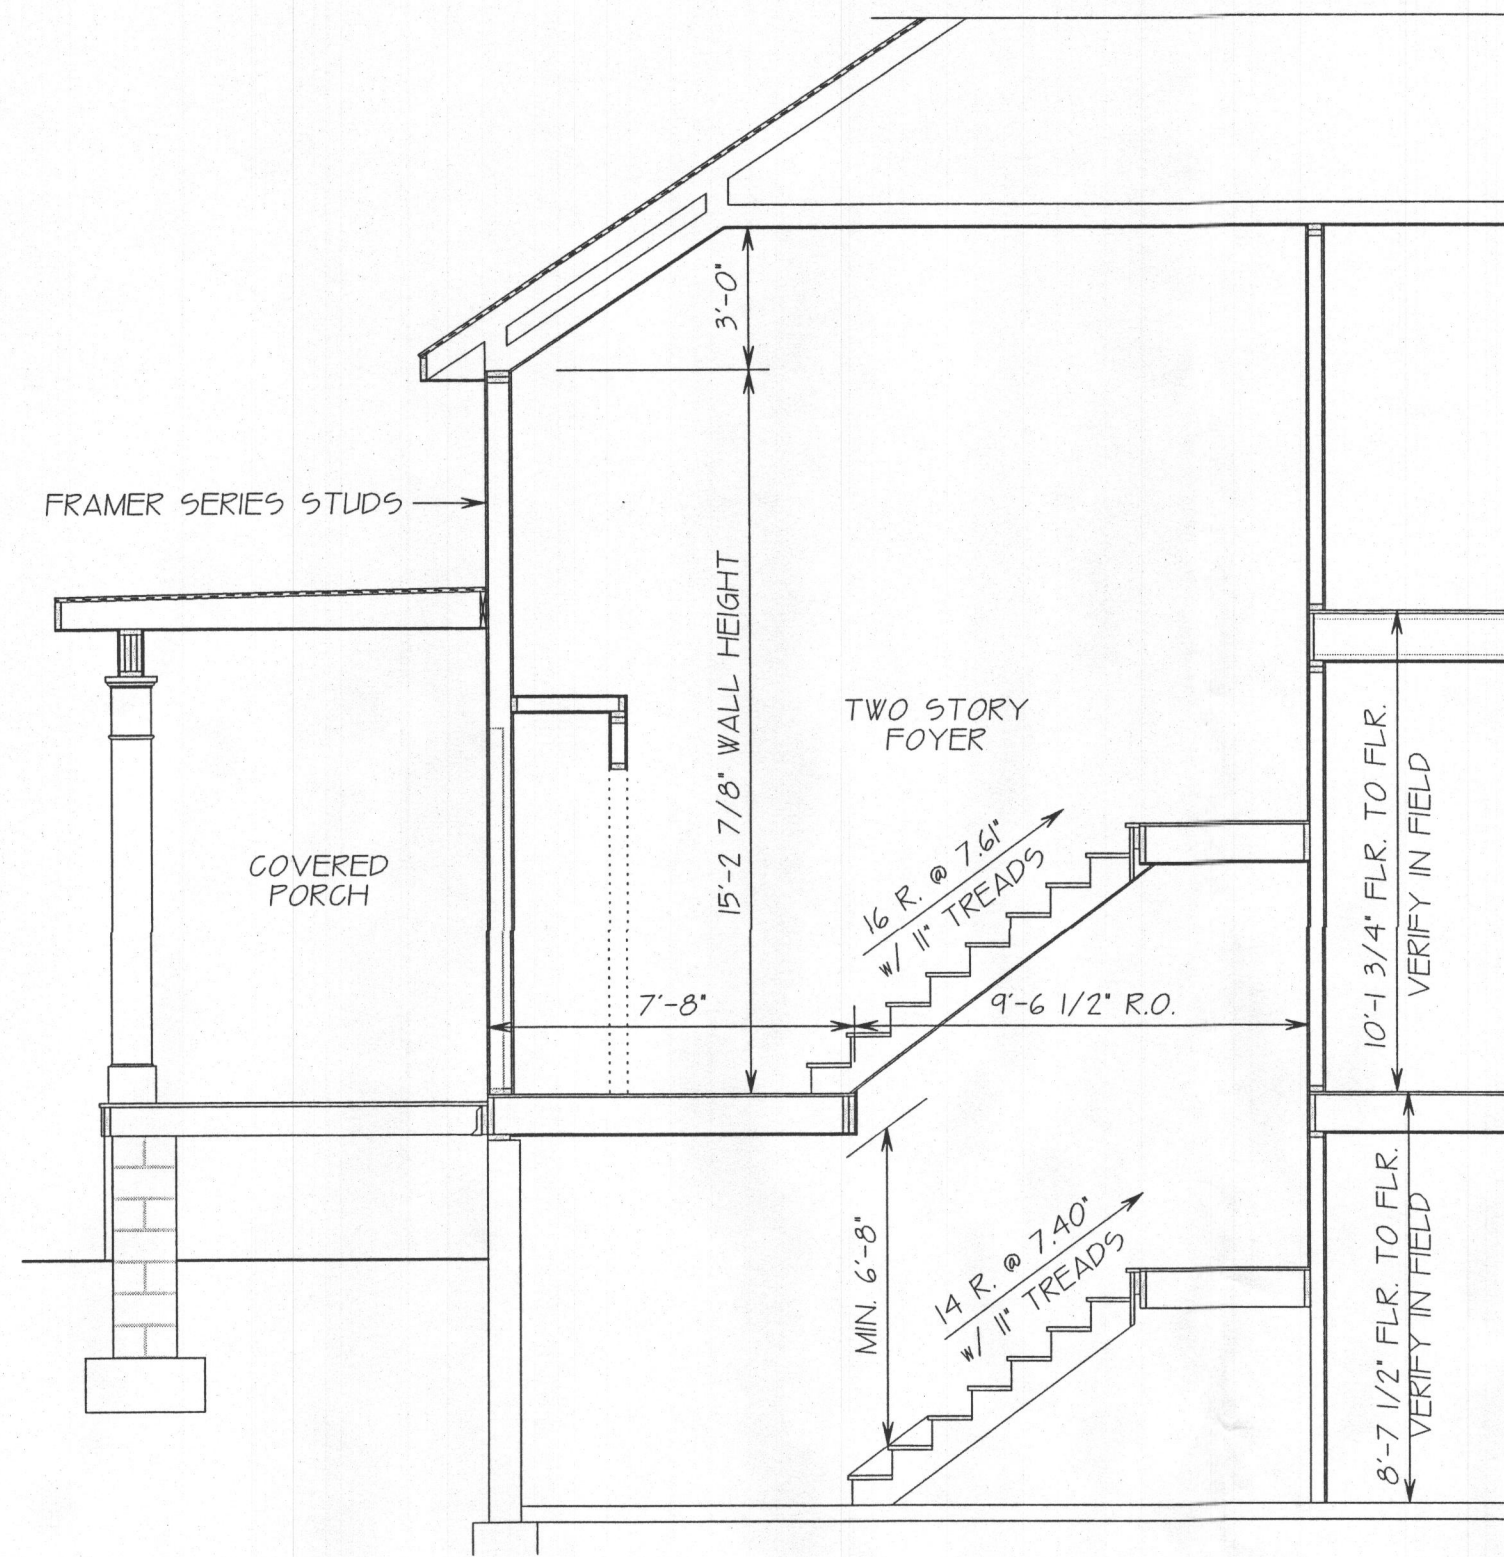 3'-0"
FRAMER SERIES STUDS
15'-2 7/8" WALL HEIGHT
TWO STORY
FOYER
COVERED
PORCH
16 R. @ 7.61"
w/ 11" TREADS
7'-8"
9'-6 1/2" R.O.
10'-1 3/4" FLR. TO FLR.
VERIFY IN FIELD
MIN. 6'-8"
14 R. @ 7.40"
w/ 11" TREADS
8'-7 1/2" FLR. TO FLR.
VERIFY IN FIELD